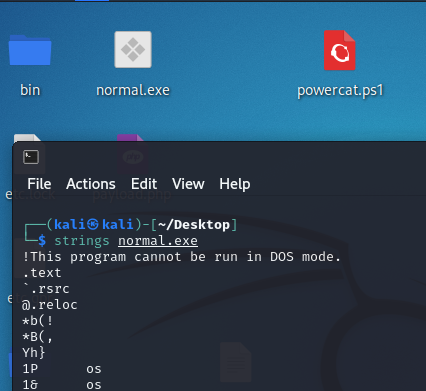 bin
normal.exe
powercat.ps1
File Actions Edit View Help
┌──(kali㉿kali)-[~/Desktop]
└─$ strings normal.exe
!This program cannot be run in DOS mode.
.text
`.rsrc
@.reloc
*b(!
*B(,
Yh}
1P os
1& os